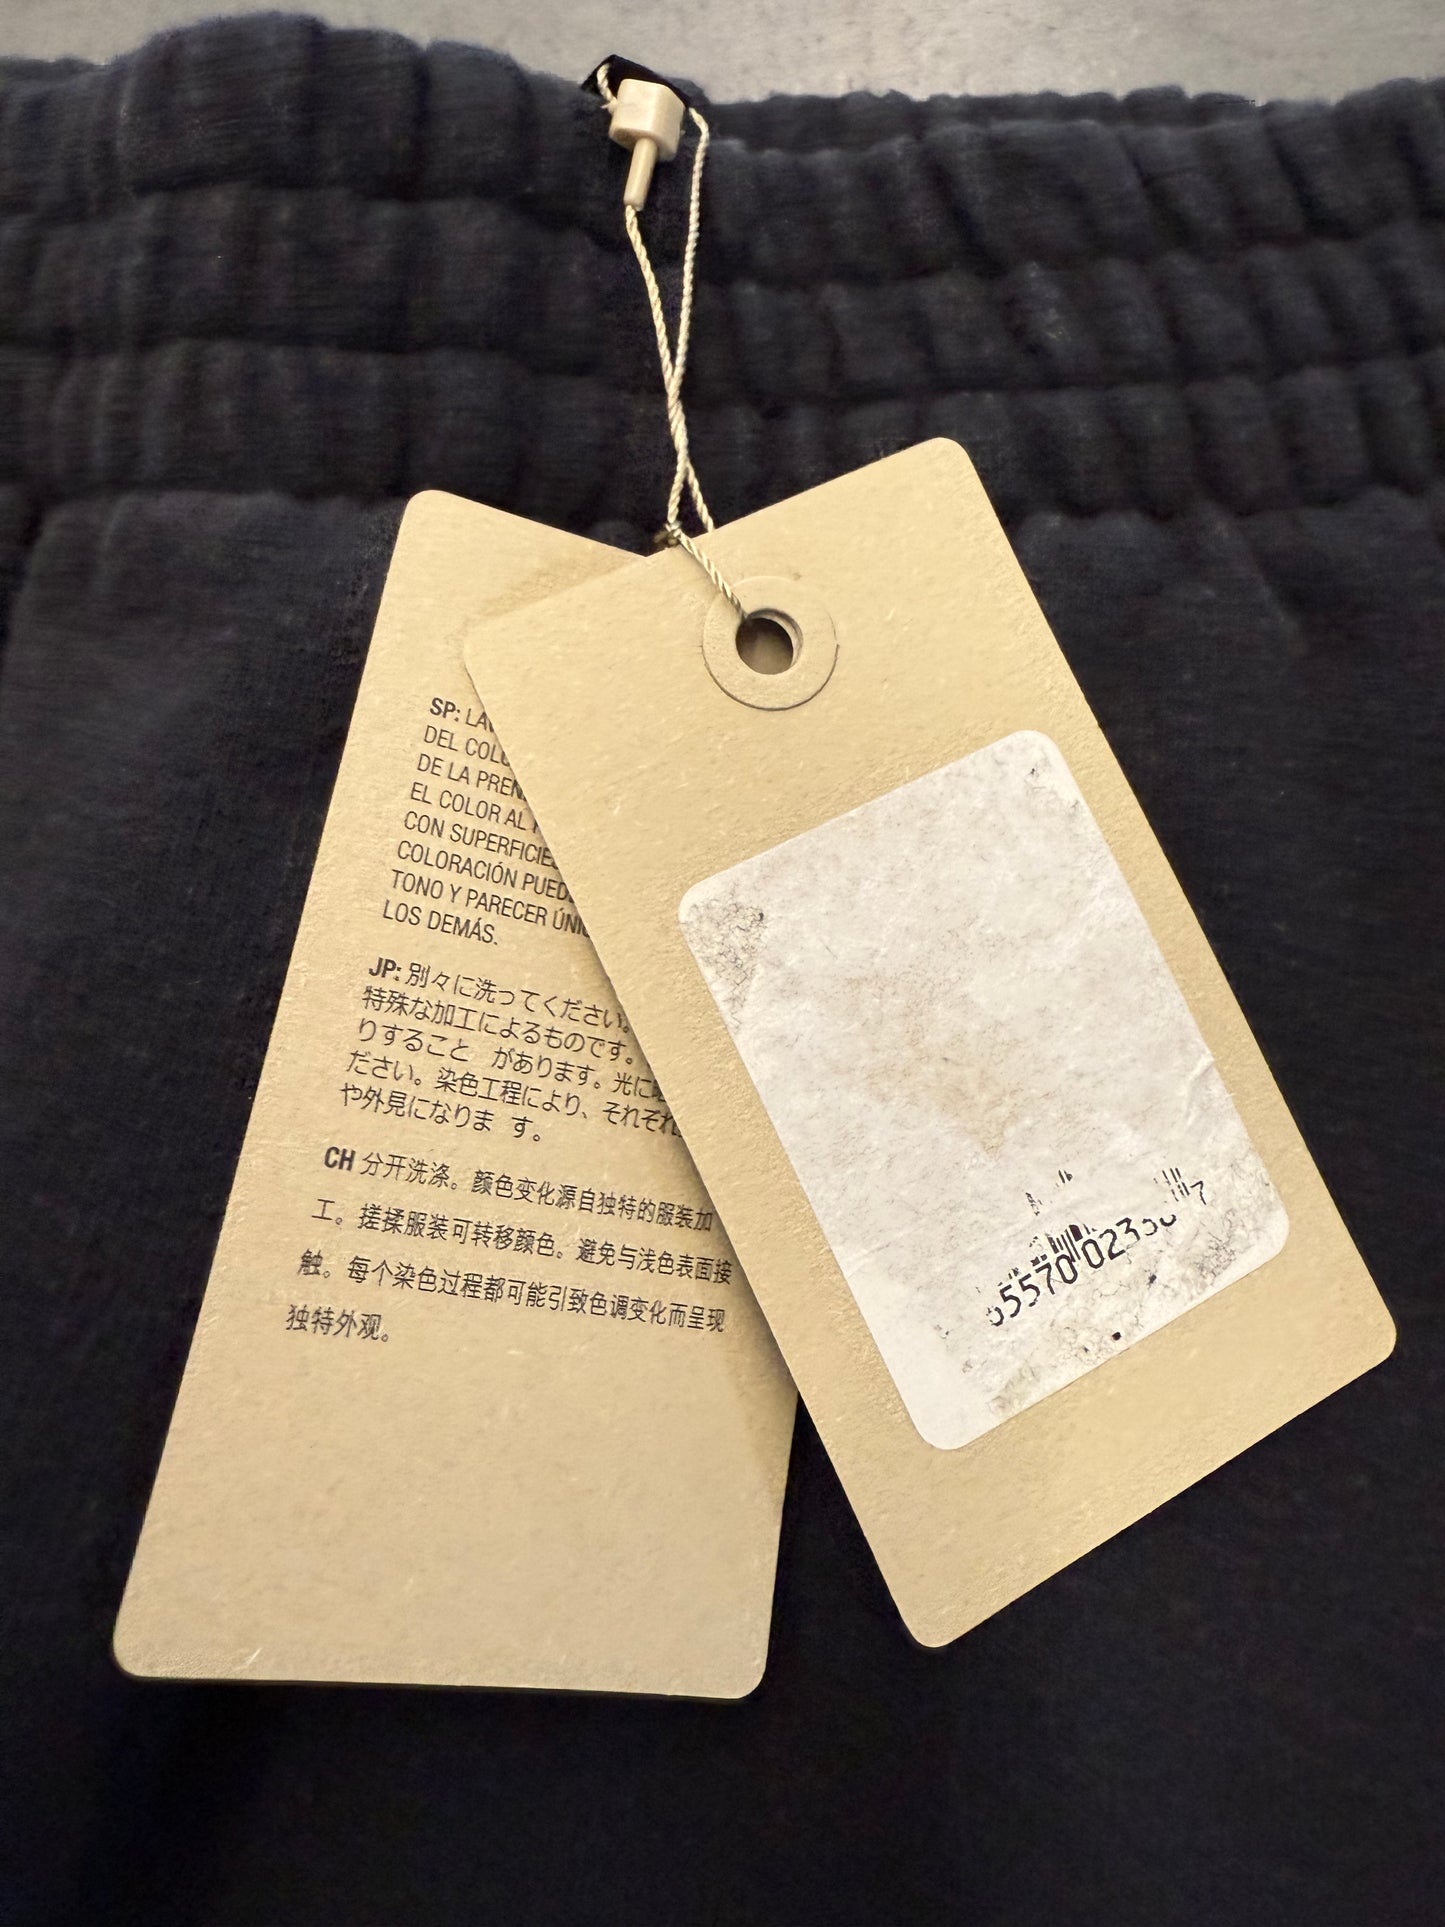 SP:
DEL
DE LA
EL COLOR AL
CON
COLORACIÓN
TONO Y PARECER
LOS DEMÁS.
JP: 別々に洗ってください。
特殊な加工によるものです。
りすること があります。光に
ださい。染色工程により、それぞれ
や外見になりま す。
CH 分开洗涤。颜色变化源自独特的服装加
工。搓揉服装可转移颜色。避免与浅色表面接
触。每个染色过程都可能引致色调变化而呈现
独特外观。
5570 023 7